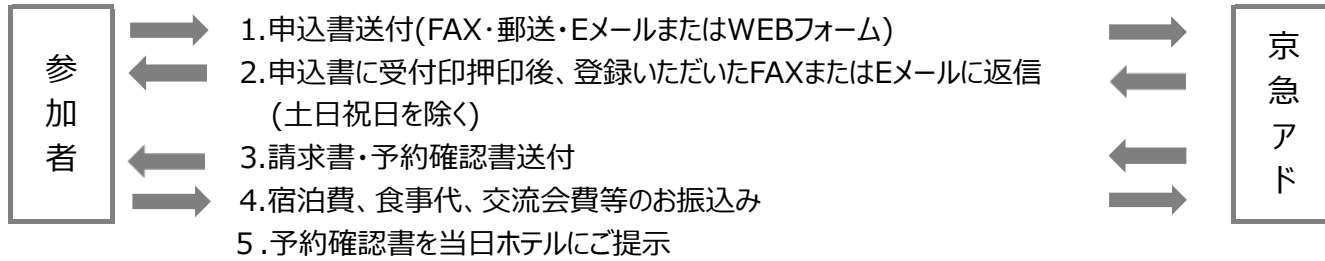 参加者
1.申込書送付(FAX・郵送・EメールまたはWEBフォーム)
2.申込書に受付印押印後、登録いただいたFAXまたはEメールに返信
(土日祝日を除く)
3.請求書・予約確認書送付
4.宿泊費、食事代、交流会費等のお振込み
５.予約確認書を当日ホテルにご提示
京急アド